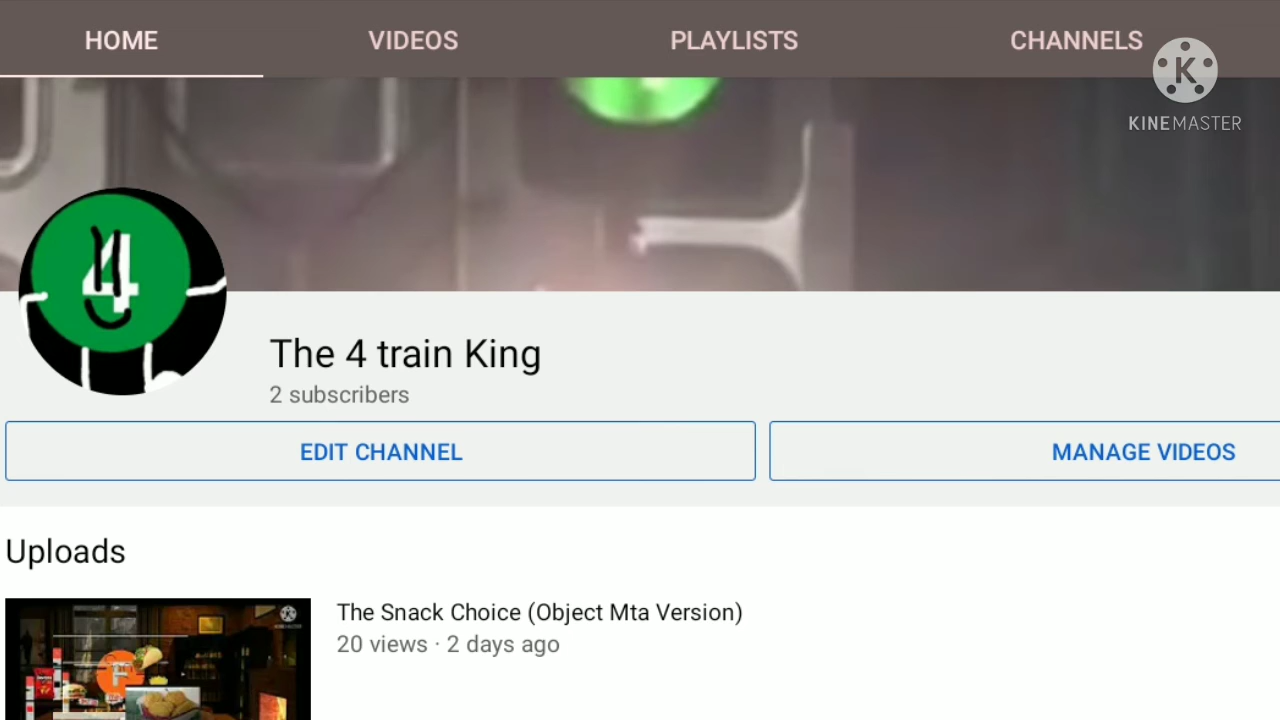 HOME VIDEOS PLAYLISTS CHANNELS
K
KINEMASTER
4
The 4 train King
2 subscribers
EDIT CHANNEL MANAGE VIDEOS
Uploads
The Snack Choice (Object Mta Version)
20 views · 2 days ago
F